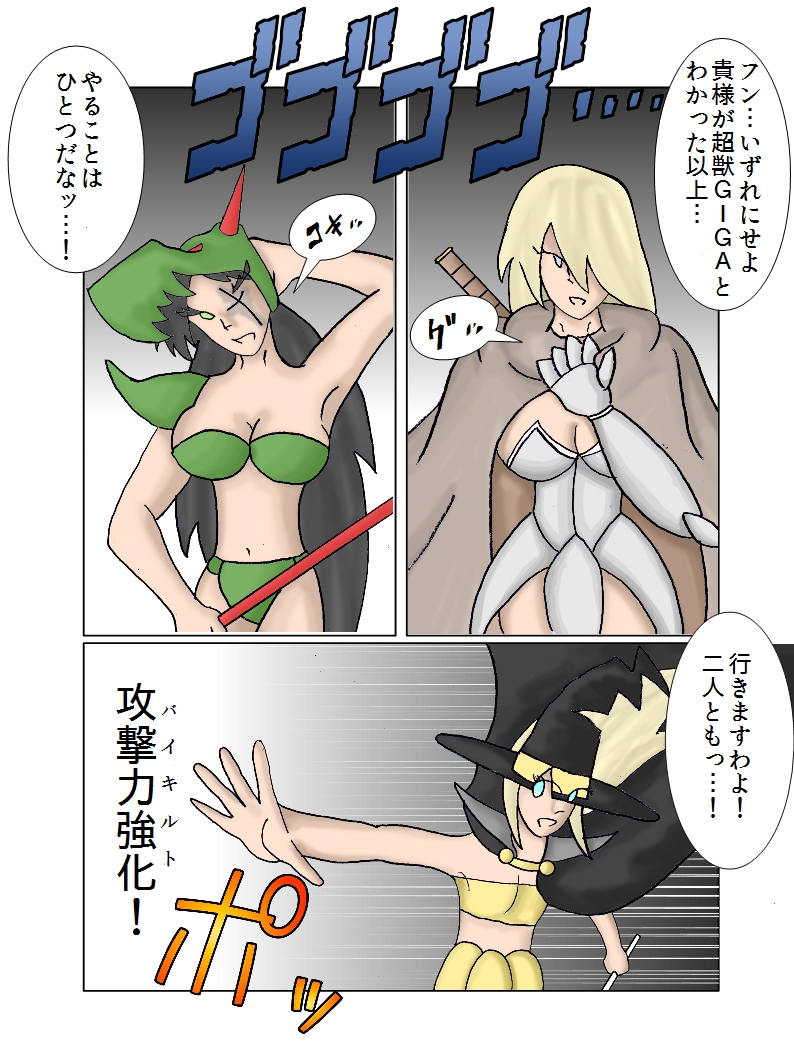 ゴゴゴゴ…
フン…いずれにせよ
貴様が超獣ＧＩＧＡと
わかった以上…
グッ
やることは
ひとつだなッ…！
コキッ
行きますわよ！
二人ともっ…！
バイキルト
攻撃力強化！
ポッ